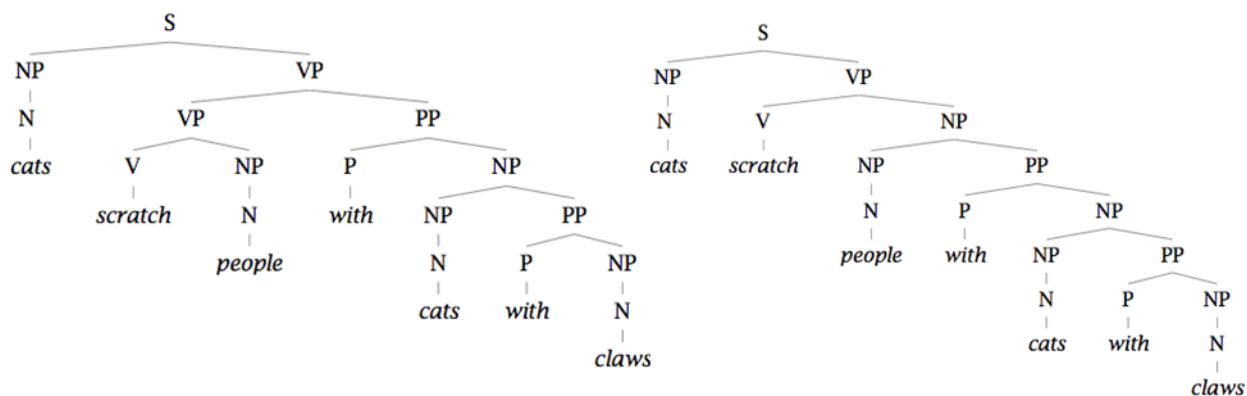 S
NP VP
N VP PP
cats V NP P NP
scratch N with NP PP
people N P NP
cats with N
claws
S
NP VP
N V NP
cats scratch NP PP
N P NP
people with NP PP
N P NP
cats with N
claws